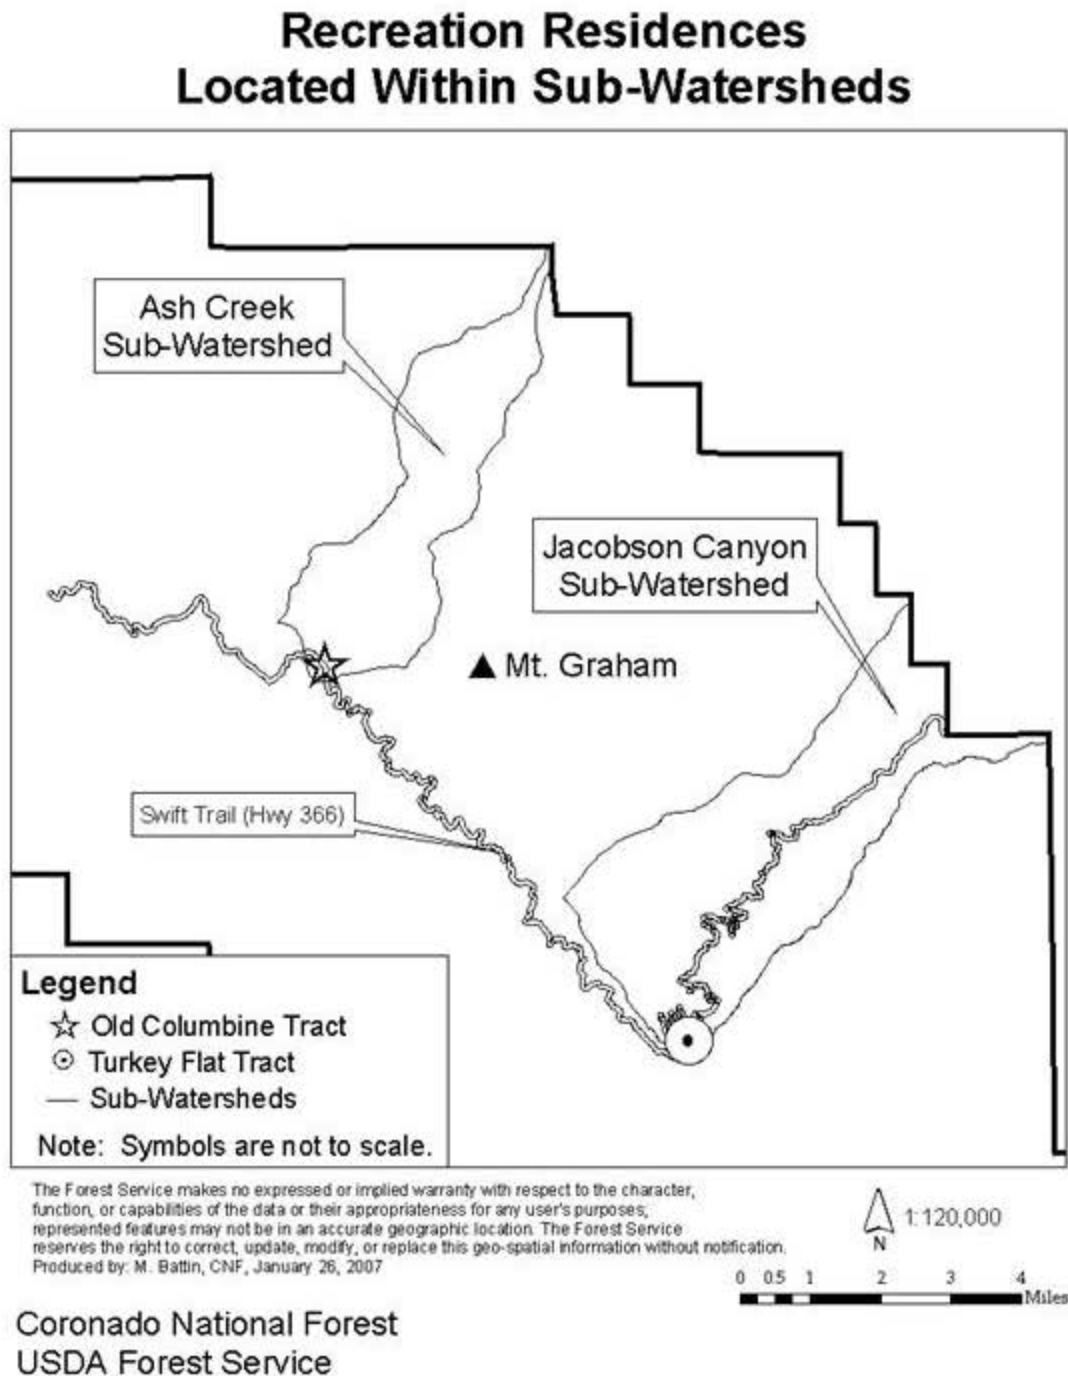 Recreation Residences
Located Within Sub-Watersheds
Ash Creek
Sub-Watershed
Jacobson Canyon
Sub-Watershed
Mt. Graham
Swift Trail (Hwy 366)
Legend
Old Columbine Tract
Turkey Flat Tract
Sub-Watersheds
Note: Symbols are not to scale.
The Forest Service makes no expressed or implied warranty with respect to the character,
function, or capabilities of the data or their appropriateness for any user's purposes;
represented features may not be in an accurate geographic location. The Forest Service
reserves the right to correct, update, modify, or replace this geo-spatial information without notification.
Produced by: M. Battin, CNF, January 26, 2007
N
1:120,000
0 0.5 1 2 3 4
Miles
Coronado National Forest
USDA Forest Service